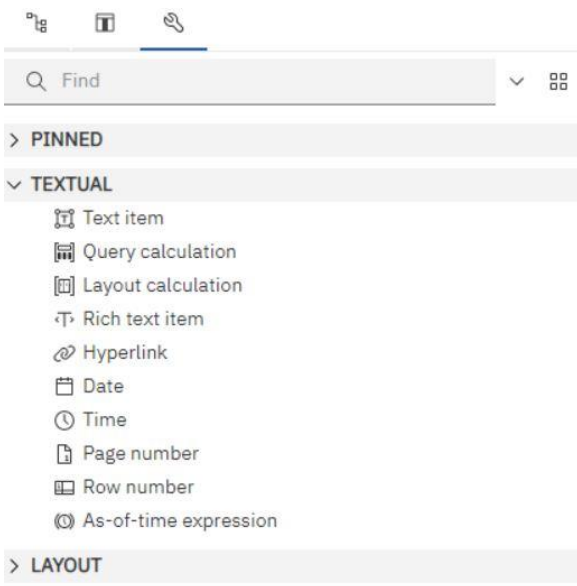 Find
PINNED
TEXTUAL
Text item
Query calculation
Layout calculation
Rich text item
Hyperlink
Date
Time
Page number
Row number
As-of-time expression
LAYOUT